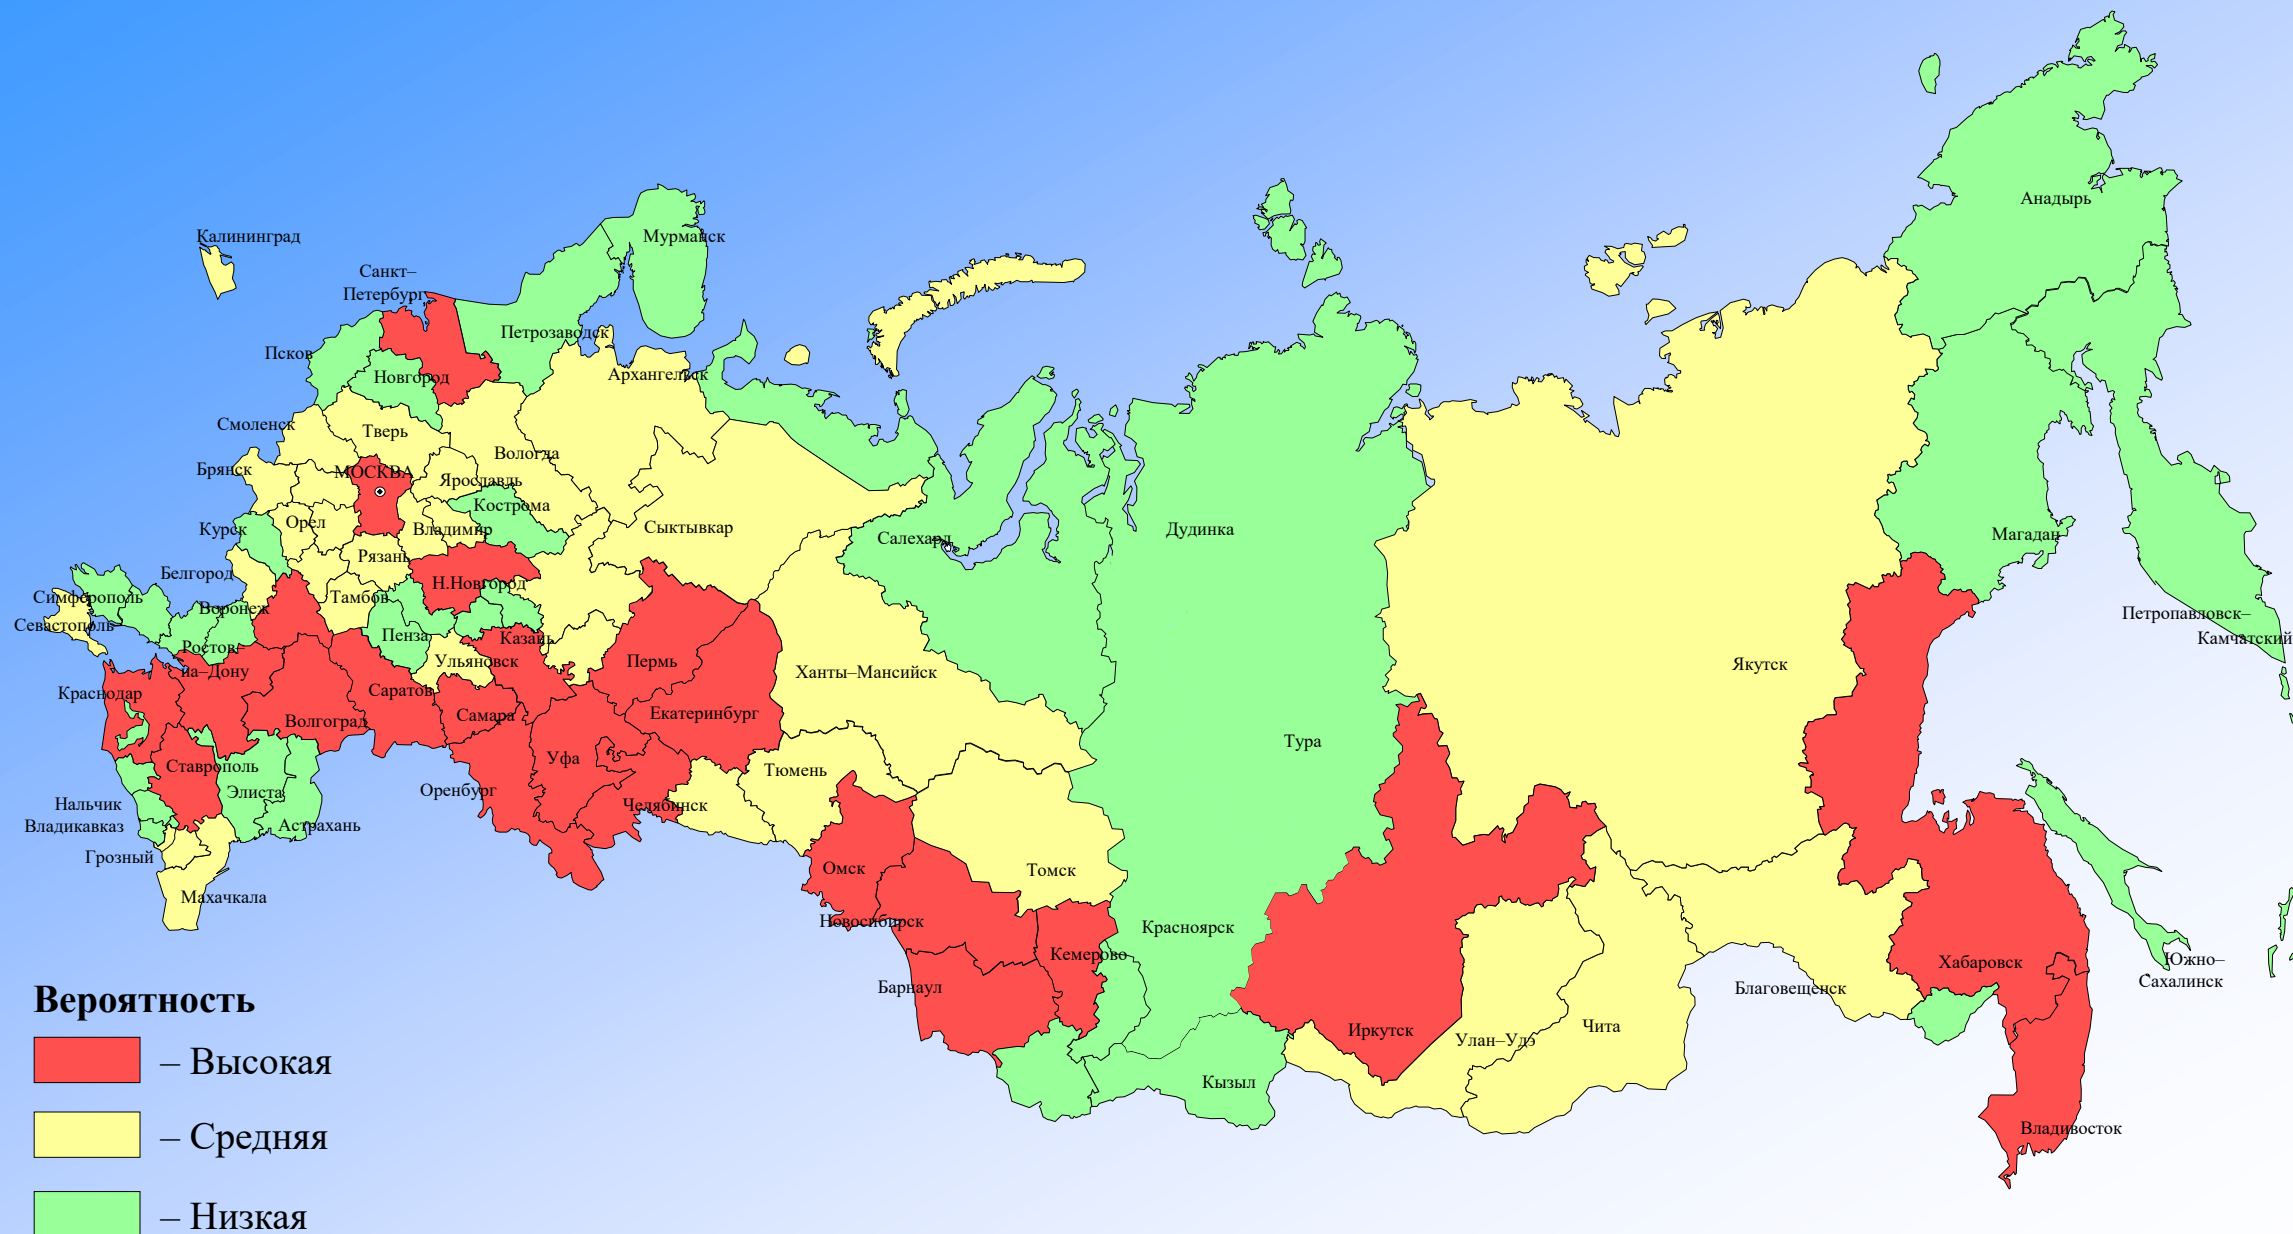 Анадырь
Калининград
Мурманск
Санкт–
Петербург
Петрозаводск
Псков
Архангельск
Новгород
Смоленск
Тверь
Вологда
Брянск
МОСКВА
Ярославль
Кострома
Орел
Курск
Владимир
Сыктывкар
Салехард
Дудинка
Магадан
Рязань
Белгород
Н.Новгород
Симферополь
Воронеж
Тамбов
Севастополь
Петропавловск–
Камчатский
Пенза
Казань
Ростов–
на–Дону
Ульяновск
Пермь
Якутск
Ханты–Мансийск
Краснодар
Саратов
Волгоград
Самара
Екатеринбург
Тура
Уфа
Ставрополь
Тюмень
Элиста
Оренбург
Нальчик
Челябинск
Владикавказ
Астрахань
Грозный
Омск
Томск
Махачкала
Новосибирск
Красноярск
Кемерово
Хабаровск
Южно–
Сахалинск
Барнаул
Благовещенск
Иркутск
Улан–Удэ
Чита
Кызыл
Владивосток
Вероятность
– Высокая
– Средняя
– Низкая